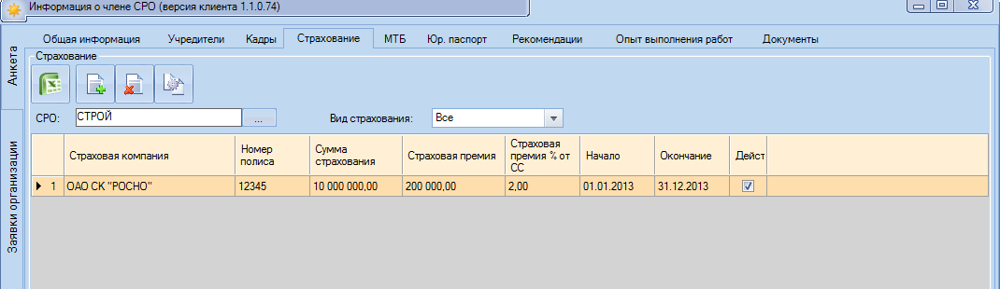 Информация о члене СРО (версия клиента 1.1.0.74)
Анкета
Заявки организации
Общая информация Учредители Кадры Страхование МТБ Юр. паспорт Рекомендации Опыт выполнения работ Документы
Страхование
СРО: СТРОЙ ... Вид страхования: Все
Страховая компания Номер полиса Сумма страхования Страховая премия Страховая премия % от СС Начало Окончание Дейст
1 ОАО СК "РОСНО" 12345 10 000 000,00 200 000,00 2,00 01.01.2013 31.12.2013